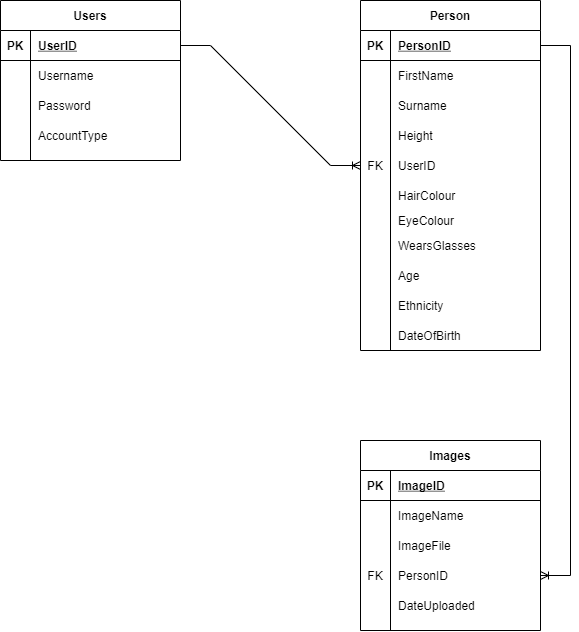 Users
PK UserID
Username
Password
AccountType
Person
PK PersonID
FirstName
Surname
Height
FK UserID
HairColour
EyeColour
WearsGlasses
Age
Ethnicity
DateOfBirth
Images
PK ImageID
ImageName
ImageFile
FK PersonID
DateUploaded